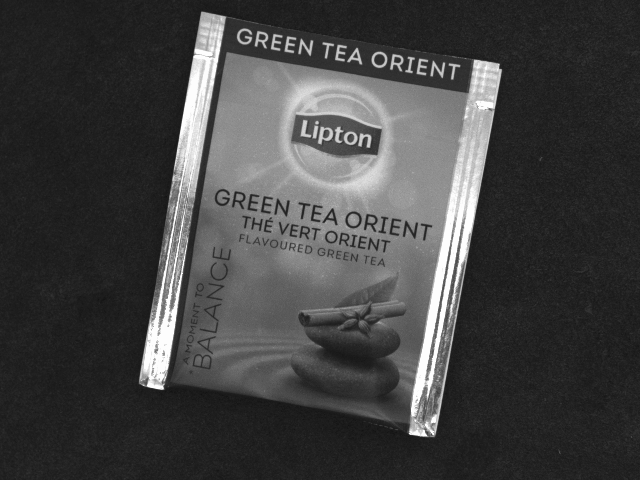 GREEN TEA ORIENT
Lipton
GREEN TEA ORIENT
THÉ VERT ORIENT
FLAVOURED GREEN TEA
A MOMENT TO
BALANCE